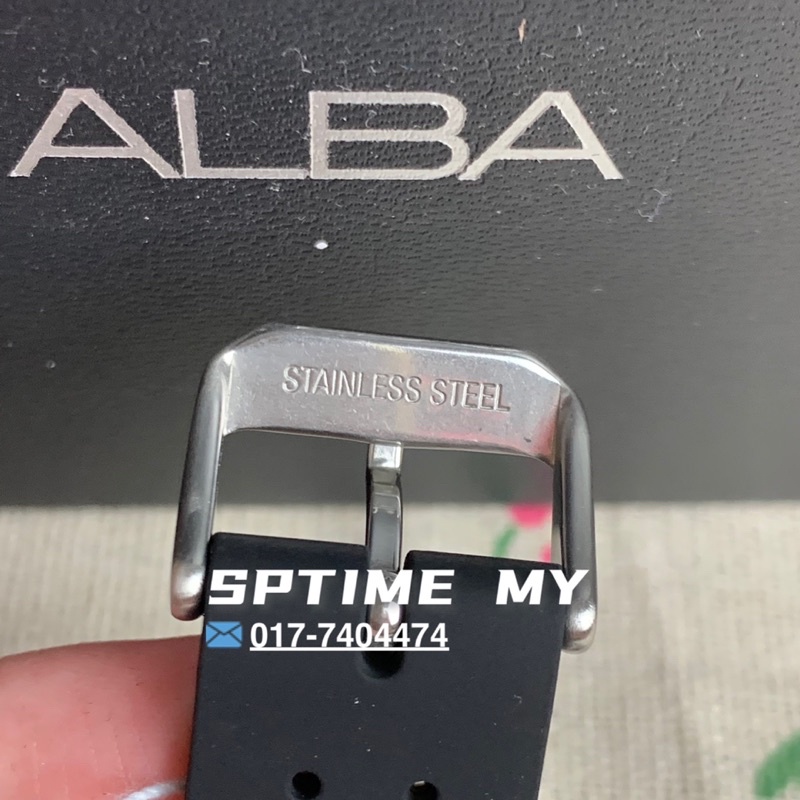 ALBA
STAINLESS STEEL
SPTIME MY
017-7404474